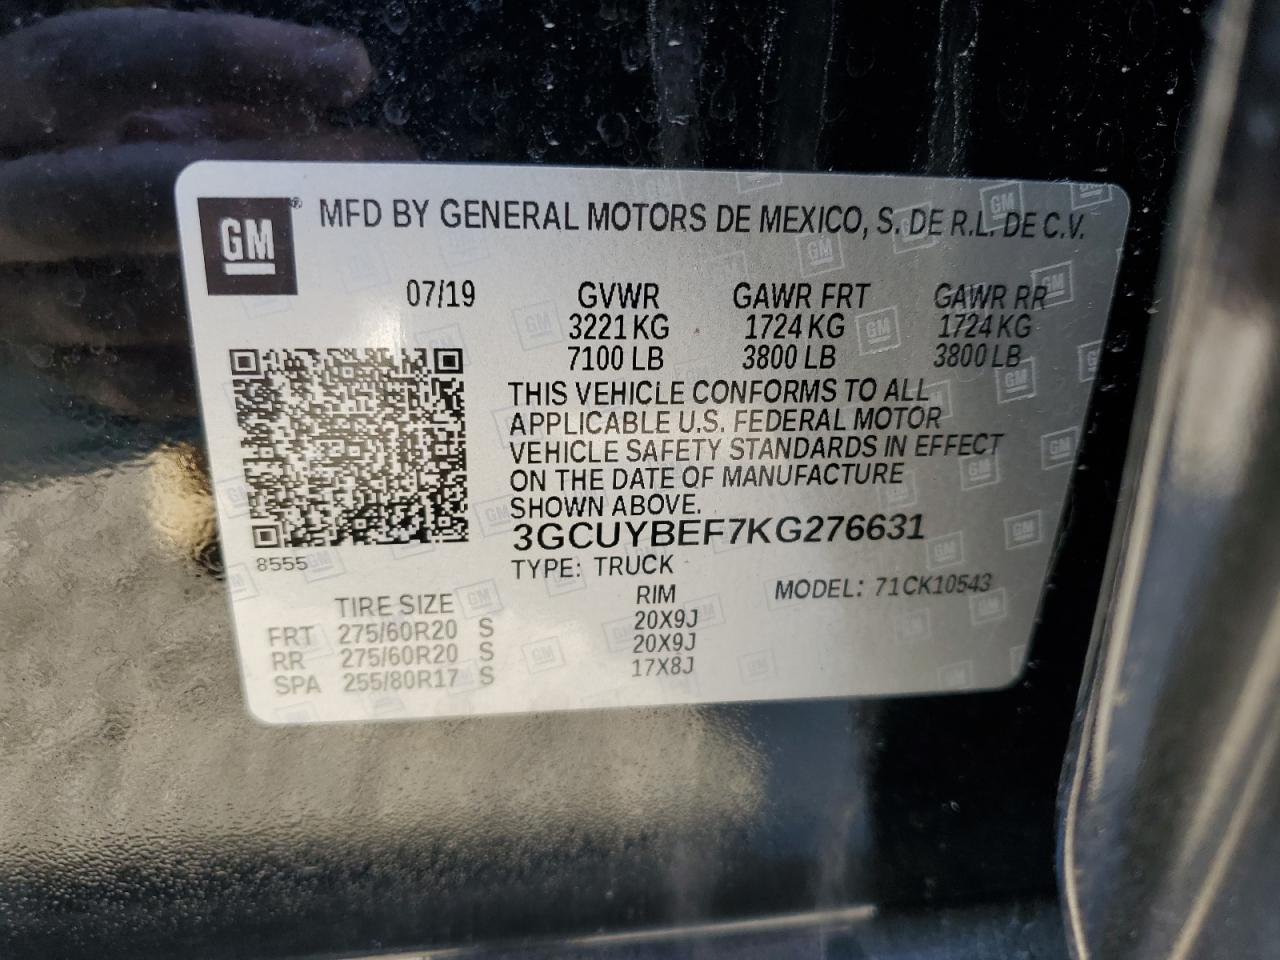 GM ® MFD BY GENERAL MOTORS DE MEXICO, S. DE R.L. DE C.V.
07/19 GVWR GAWR FRT GAWR RR
3221 KG 1724 KG 1724 KG
7100 LB 3800 LB 3800 LB
THIS VEHICLE CONFORMS TO ALL
APPLICABLE U.S. FEDERAL MOTOR
VEHICLE SAFETY STANDARDS IN EFFECT
ON THE DATE OF MANUFACTURE
SHOWN ABOVE.
3GCUYBEF7KG276631
8555
TYPE: TRUCK MODEL: 71CK10543
TIRE SIZE RIM
FRT 275/60R20 S 20X9J
RR 275/60R20 S 20X9J
SPA 255/80R17 S 17X8J